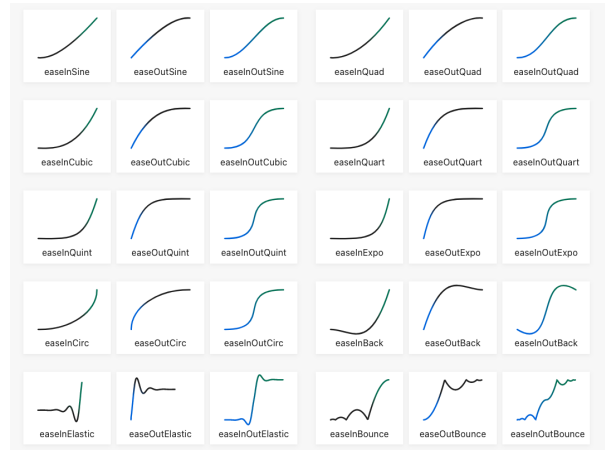 easeInSine
easeOutSine
easeInOutSine
easeInQuad
easeOutQuad
easeInOutQuad
easeInCubic
easeOutCubic
easeInOutCubic
easeInQuart
easeOutQuart
easeInOutQuart
easeInQuint
easeOutQuint
easeInOutQuint
easeInExpo
easeOutExpo
easeInOutExpo
easeInCirc
easeOutCirc
easeInOutCirc
easeInBack
easeOutBack
easeInOutBack
easeInElastic
easeOutElastic
easeInOutElastic
easeInBounce
easeOutBounce
easeInOutBounce